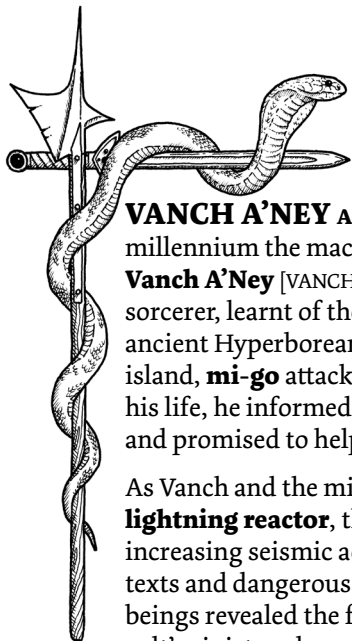 VANCH A’NEY A
millennium the mac
Vanch A’Ney [VANCH
sorcerer, learnt of the
ancient Hyperborean
island, mi-go attack
his life, he informed
and promised to help
As Vanch and the mi
lightning reactor, th
increasing seismic a
texts and dangerous
beings revealed the f